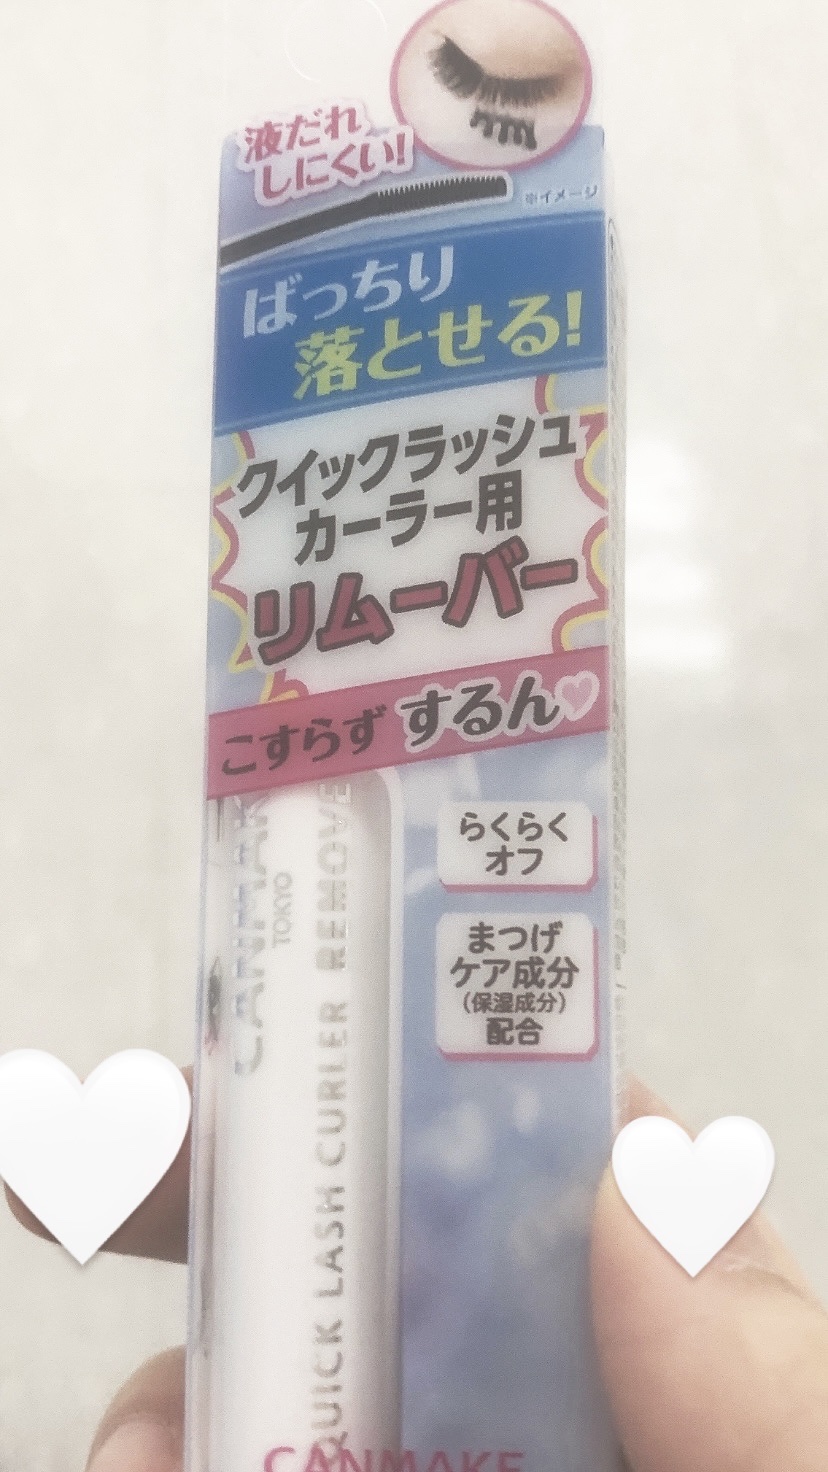 液だれ
しにくい!
※イメージ
ばっちり
落とせる!
クイックラッシュ
カーラー用
リムーバー
こすらず するん♡
らくらく
オフ
まつげ
ケア成分
(保湿成分)
配合
CANMAK
TOKYO
QUICK LASH CURLER REMOVE
CANMAKE